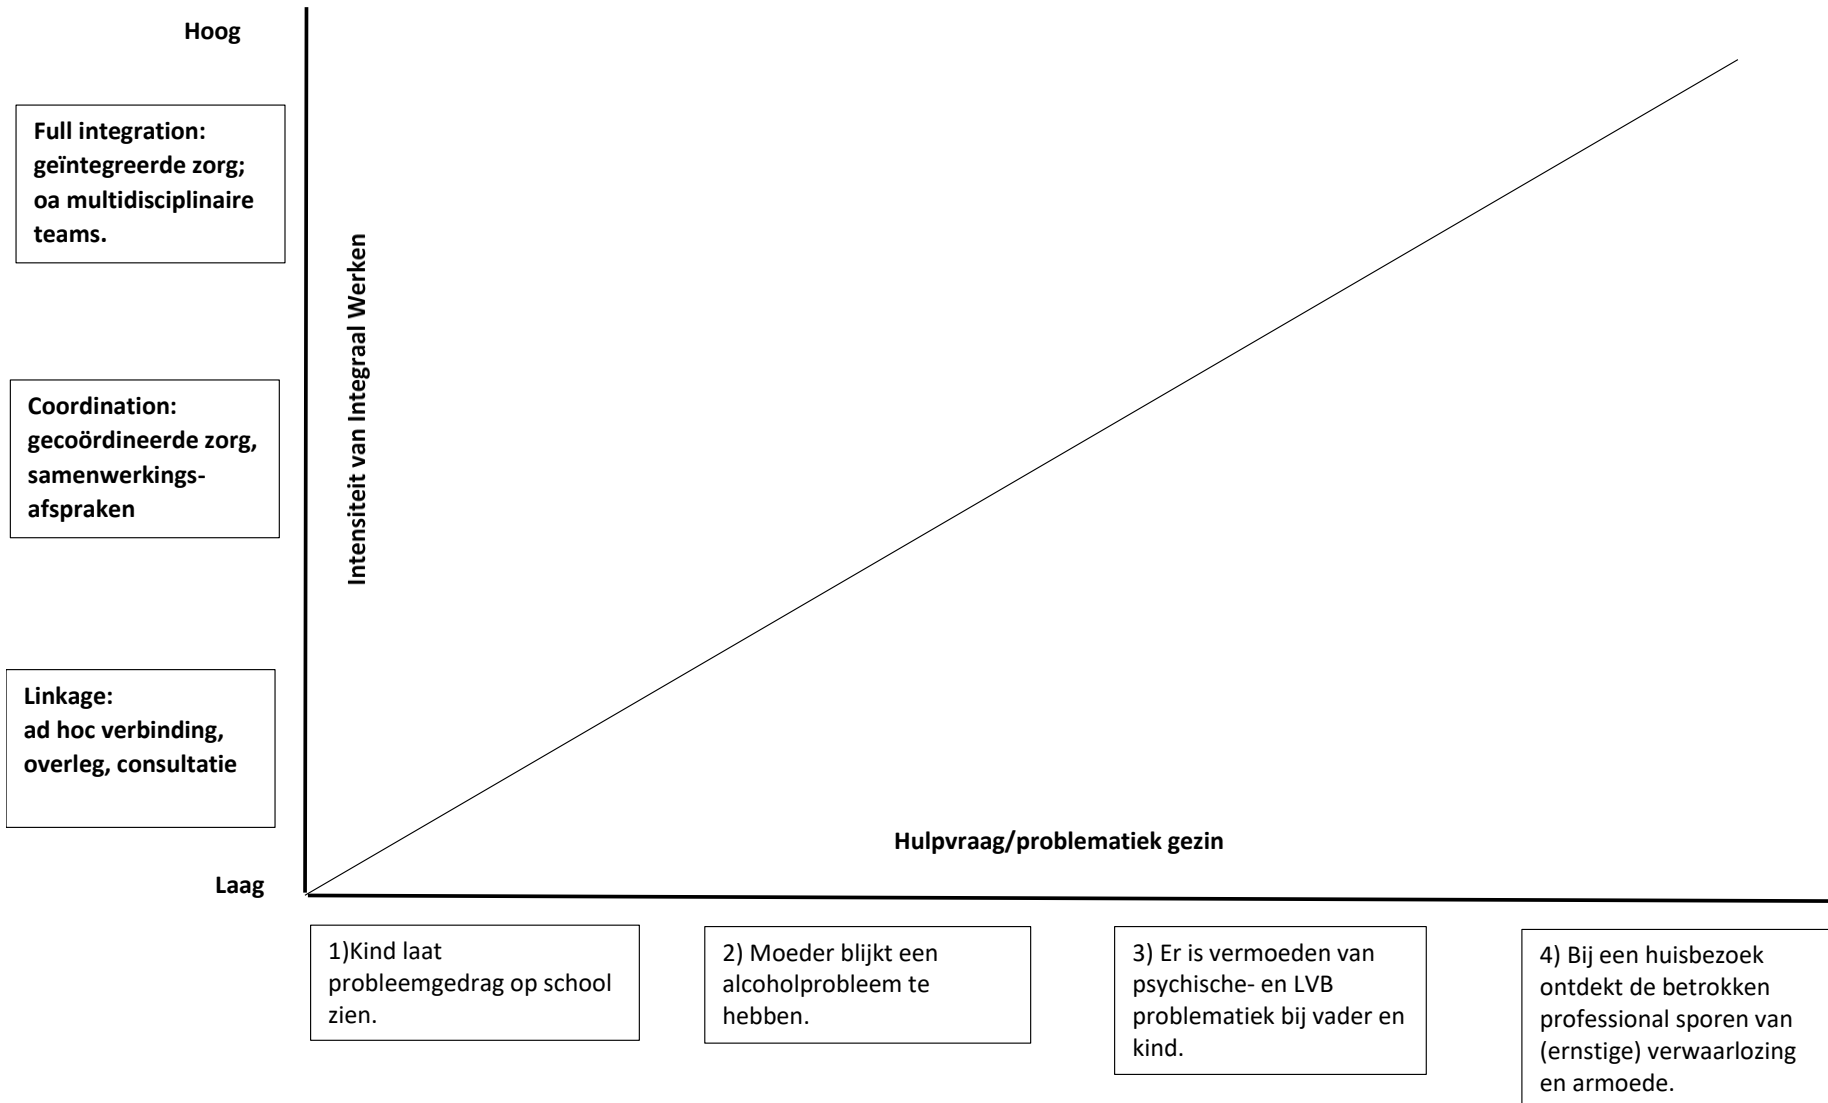 Hoog
Full integration:
geïntegreerde zorg;
oa multidisciplinaire
teams.
Intensiteit van Integraal Werken
Coordination:
gecoördineerde zorg,
samenwerkings-
afspraken
Linkage:
ad hoc verbinding,
overleg, consultatie
Hulpvraag/problematiek gezin
Laag
1)Kind laat
probleemgedrag op school
zien.
2) Moeder blijkt een
alcoholprobleem te
hebben.
3) Er is vermoeden van
psychische- en LVB
problematiek bij vader en
kind.
4) Bij een huisbezoek
ontdekt de betrokken
professional sporen van
(ernstige) verwaarlozing
en armoede.